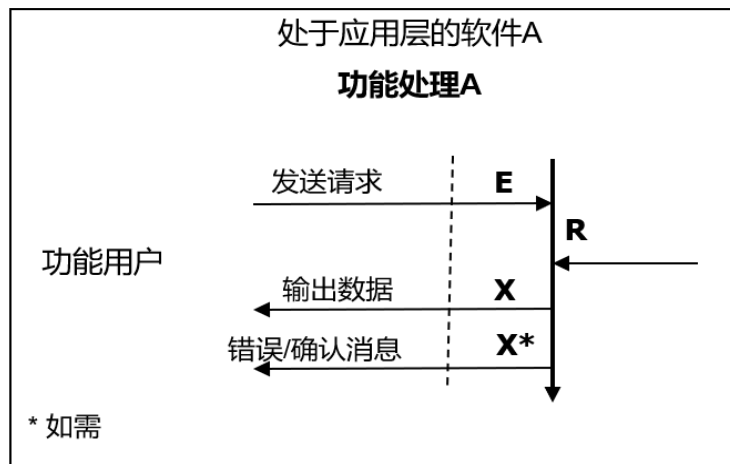 处于应用层的软件A
功能处理A
发送请求 E
R
功能用户
输出数据 X
错误/确认消息 X*
* 如需